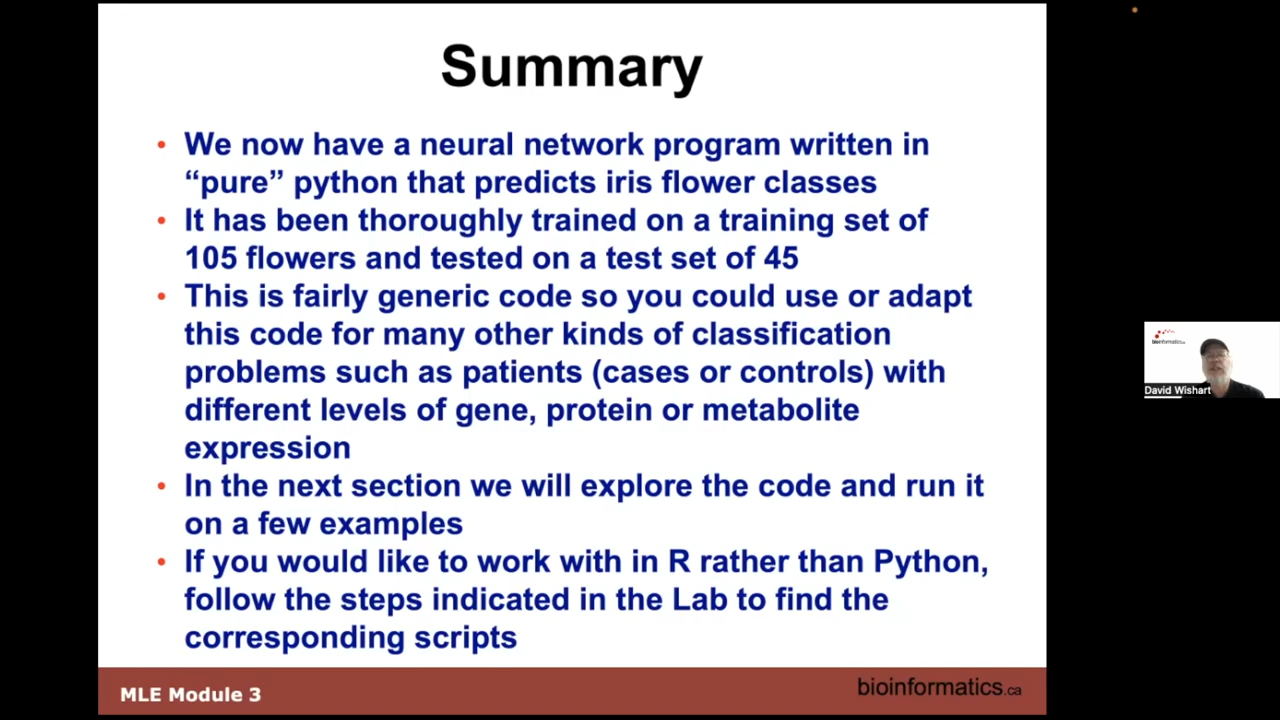 Summary
• We now have a neural network program written in
“pure” python that predicts iris flower classes
• It has been thoroughly trained on a training set of
105 flowers and tested on a test set of 45
• This is fairly generic code so you could use or adapt
this code for many other kinds of classification
problems such as patients (cases or controls) with
different levels of gene, protein or metabolite
expression
• In the next section we will explore the code and run it
on a few examples
• If you would like to work with in R rather than Python,
follow the steps indicated in the Lab to find the
corresponding scripts
MLE Module 3
bioinformatics.ca
bioinformatics.ca
David Wishart